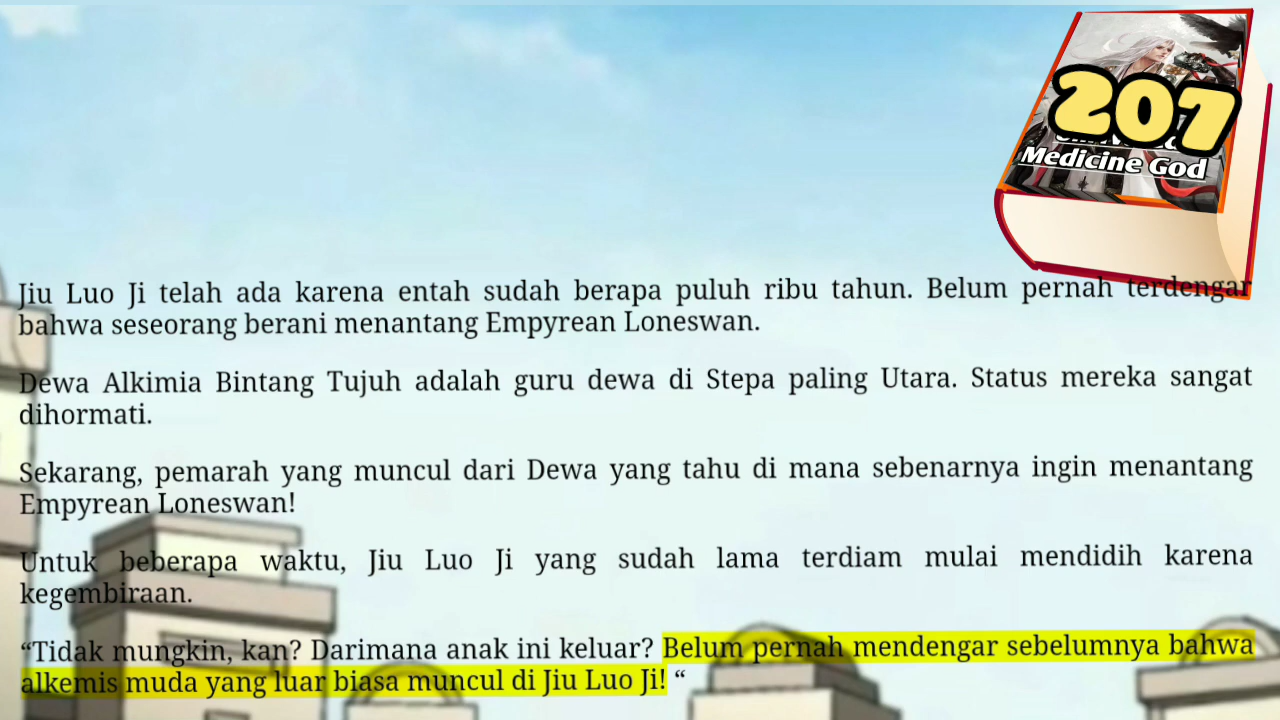 207
Medicine God
Jiu Luo Ji telah ada karena entah sudah berapa puluh ribu tahun. Belum pernah terdengar
bahwa seseorang berani menantang Empyrean Loneswan.
Dewa Alkimia Bintang Tujuh adalah guru dewa di Stepa paling Utara. Status mereka sangat
dihormati.
Sekarang, pemarah yang muncul dari Dewa yang tahu di mana sebenarnya ingin menantang
Empyrean Loneswan!
Untuk beberapa waktu, Jiu Luo Ji yang sudah lama terdiam mulai mendidih karena
kegembiraan.
“Tidak mungkin, kan? Darimana anak ini keluar? Belum pernah mendengar sebelumnya bahwa
alkemis muda yang luar biasa muncul di Jiu Luo Ji! “